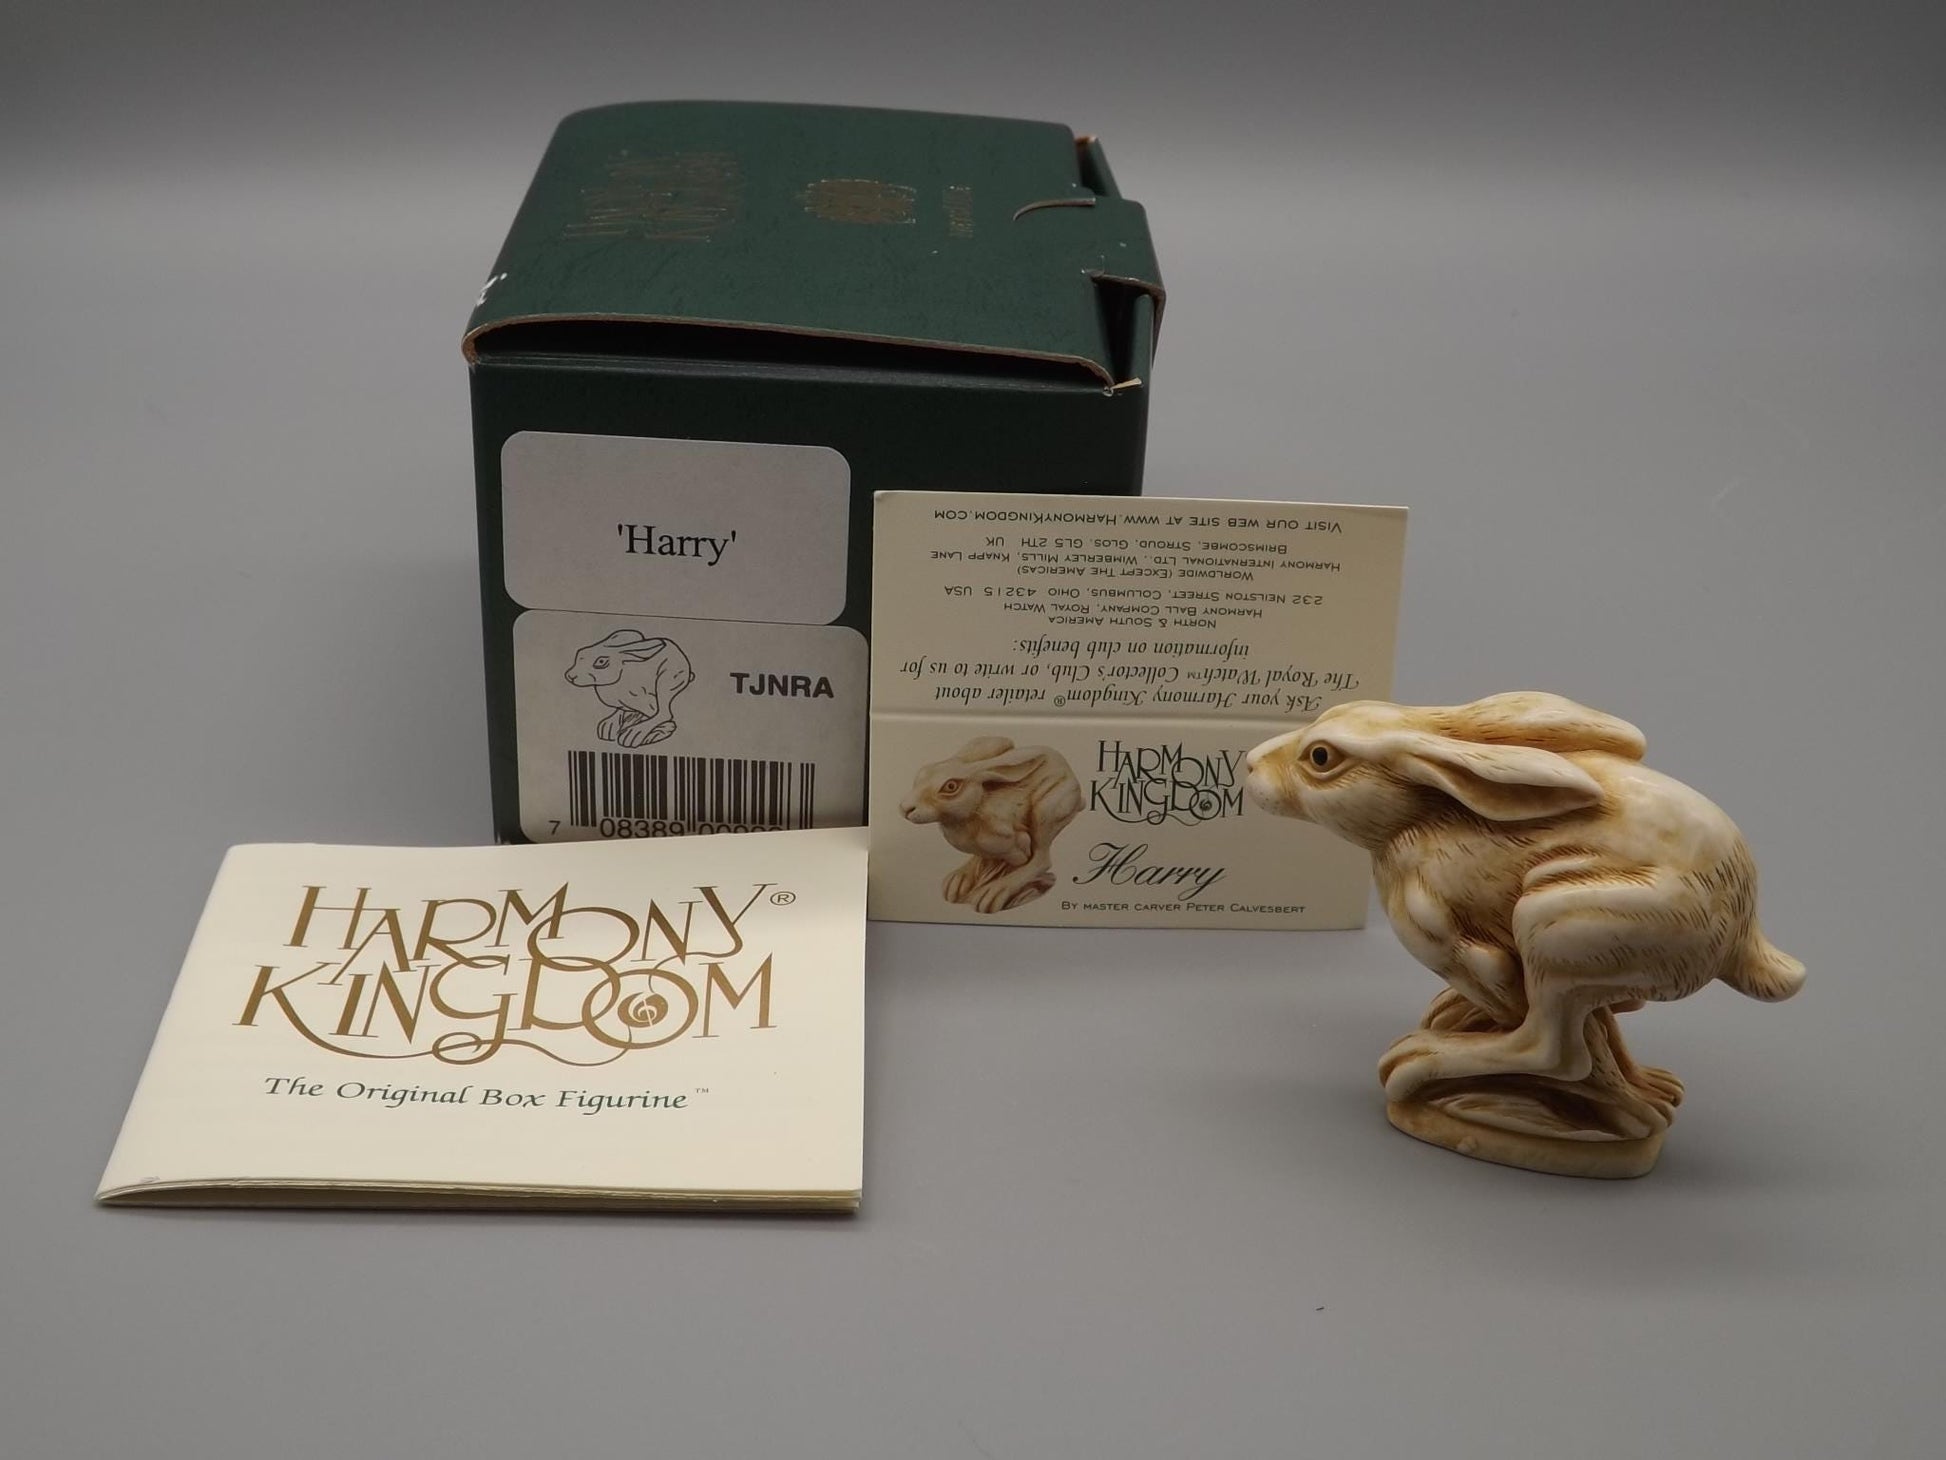 HARMONY
KINGDOM
'Harry'
TJNRA
7 08389
VISIT OUR WEB SITE AT WWW.HARMONYKINGDOM.COM
BRIMSCOMBE, STROUD, GLOS. GL5 2TH UK
HARMONY INTERNATIONAL LTD., WIMBERLEY MILLS, KNAPP LANE
WORLDWIDE (EXCEPT THE AMERICAS)
232 NEILSTON STREET, COLUMBUS, OHIO 43215 USA
HARMONY BALL COMPANY, ROYAL WATCH
NORTH & SOUTH AMERICA
information on club benefits:
The Royal Watch™ Collector's Club, or write to us for
Ask your Harmony Kingdom® retailer about
HARMONY
KINGDOM
Harry
BY MASTER CARVER PETER CALVESBERT
HARMONY®
KINGDOM
The Original Box Figurine™